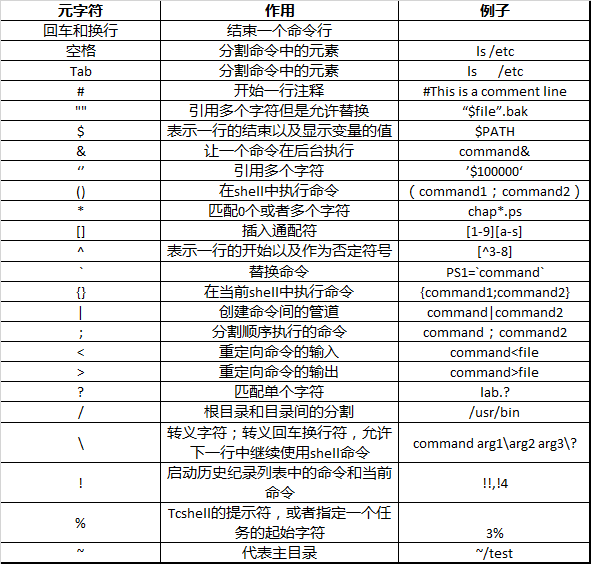 元字符 作用 例子
回车和换行 结束一个命令行
空格 分割命令中的元素 ls /etc
Tab 分割命令中的元素 ls /etc
# 开始一行注释 #This is a comment line
"" 引用多个字符但是允许替换 “$file”.bak
$ 表示一行的结束以及显示变量的值 $PATH
& 让一个命令在后台执行 command&
‘’ 引用多个字符 ’$100000‘
() 在shell中执行命令 （command1；command2）
* 匹配0个或者多个字符 chap*.ps
[] 插入通配符 [1-9][a-s]
^ 表示一行的开始以及作为否定符号 [^3-8]
` 替换命令 PS1=`command`
{} 在当前shell中执行命令 {command1;command2}
| 创建命令间的管道 command|command2
; 分割顺序执行的命令 command；command2
< 重定向命令的输入 command<file
> 重定向命令的输出 command>file
? 匹配单个字符 lab.?
/ 根目录和目录间的分割 /usr/bin
\ 转义字符；转义回车换行符，允许
下一行中继续使用shell命令 command arg1\arg2 arg3\?
! 启动历史纪录列表中的命令和当前
命令 !!,!4
% Tcshell的提示符，或者指定一个任
务的起始字符 3%
~ 代表主目录 ~/test